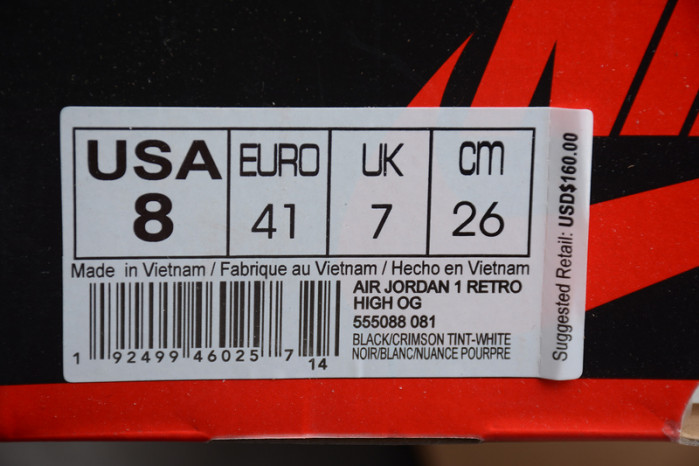 USA EURO UK cm
8 41 7 26
Made in Vietnam / Fabrique au Vietnam / Hecho en Vietnam
AIR JORDAN 1 RETRO
HIGH OG
555088 081
BLACK/CRIMSON TINT-WHITE
NOIR/BLANC/NUANCE POURPRE
1 92499 46025 7 14
Suggested Retail: USD$160.00